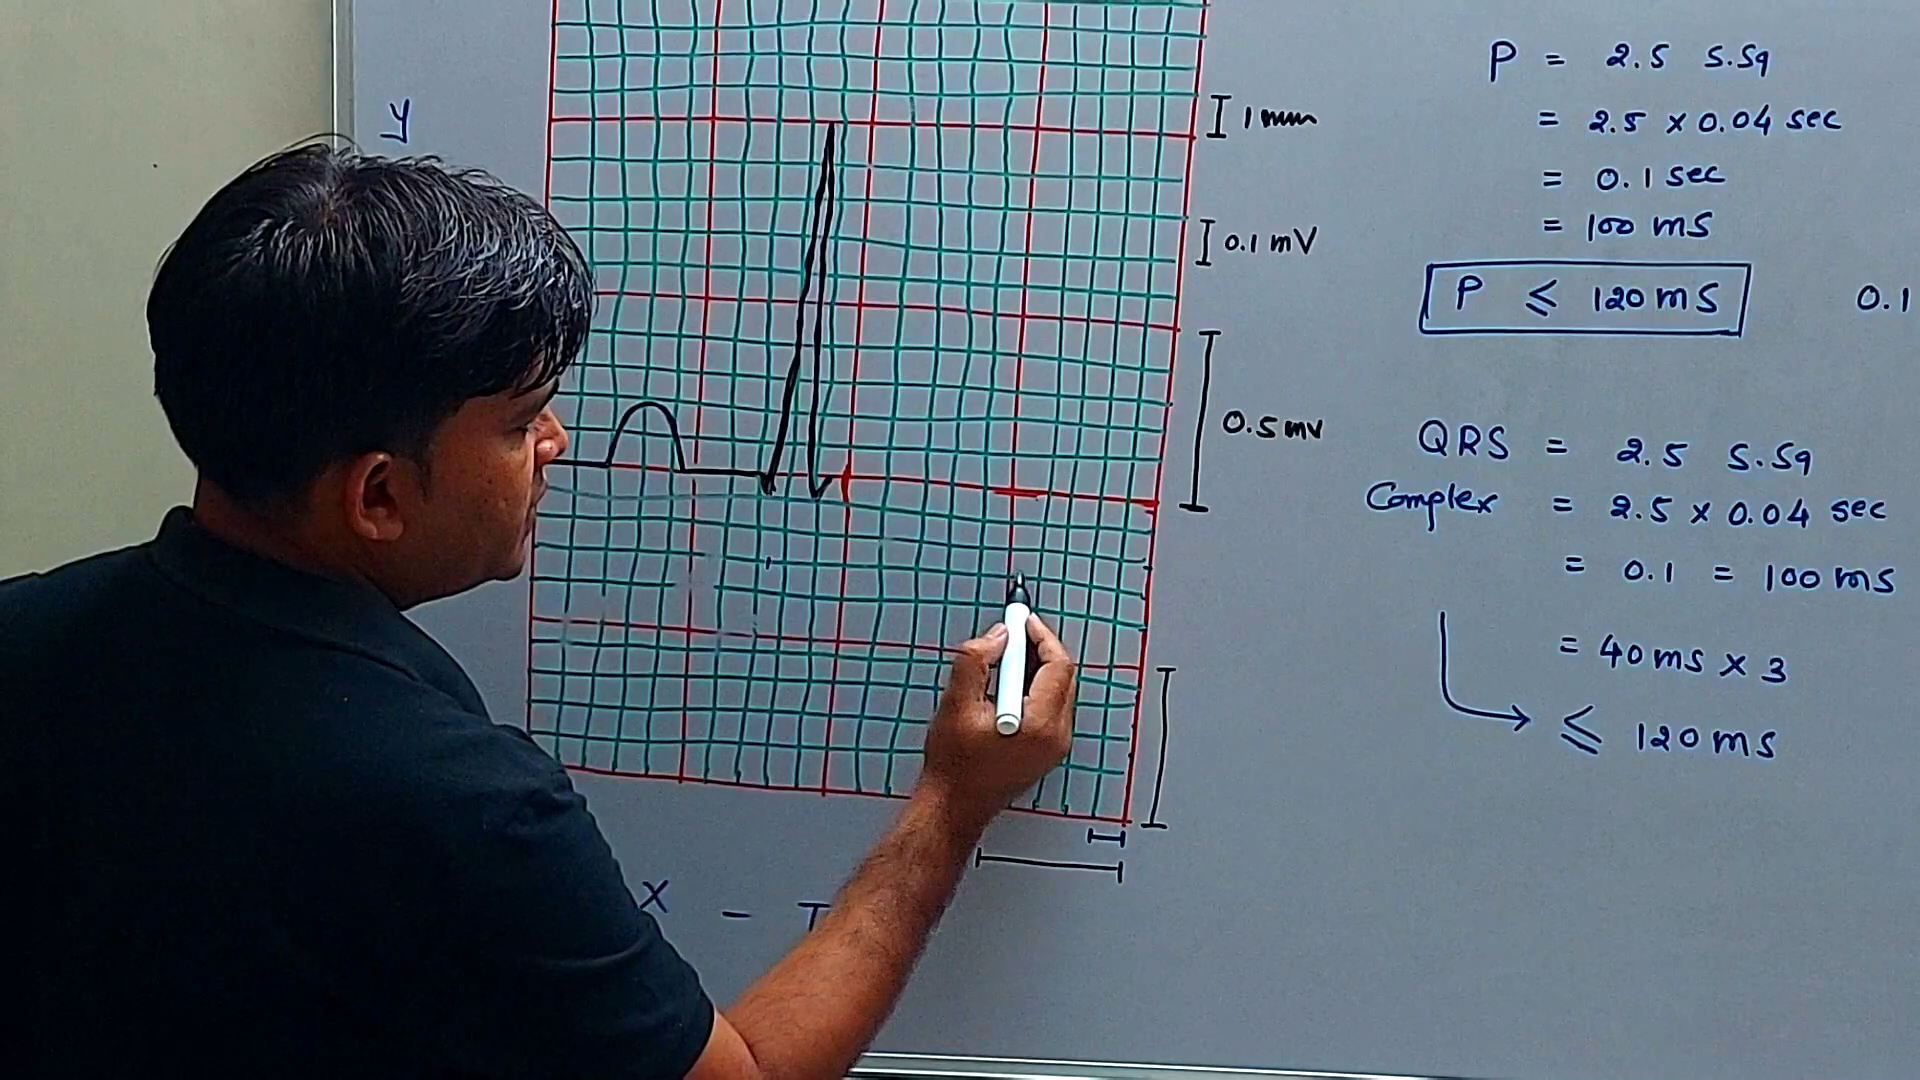 y
1 mm
0.1 mV
0.5 mv
X - T
P = 2.5 S.Sq
= 2.5 x 0.04 sec
= 0.1 sec
= 100 ms
P ≤ 120 ms
0.1
QRS = 2.5 S.Sq
Complex = 2.5 x 0.04 sec
= 0.1 = 100 ms
= 40 ms x 3
→ ≤ 120 ms